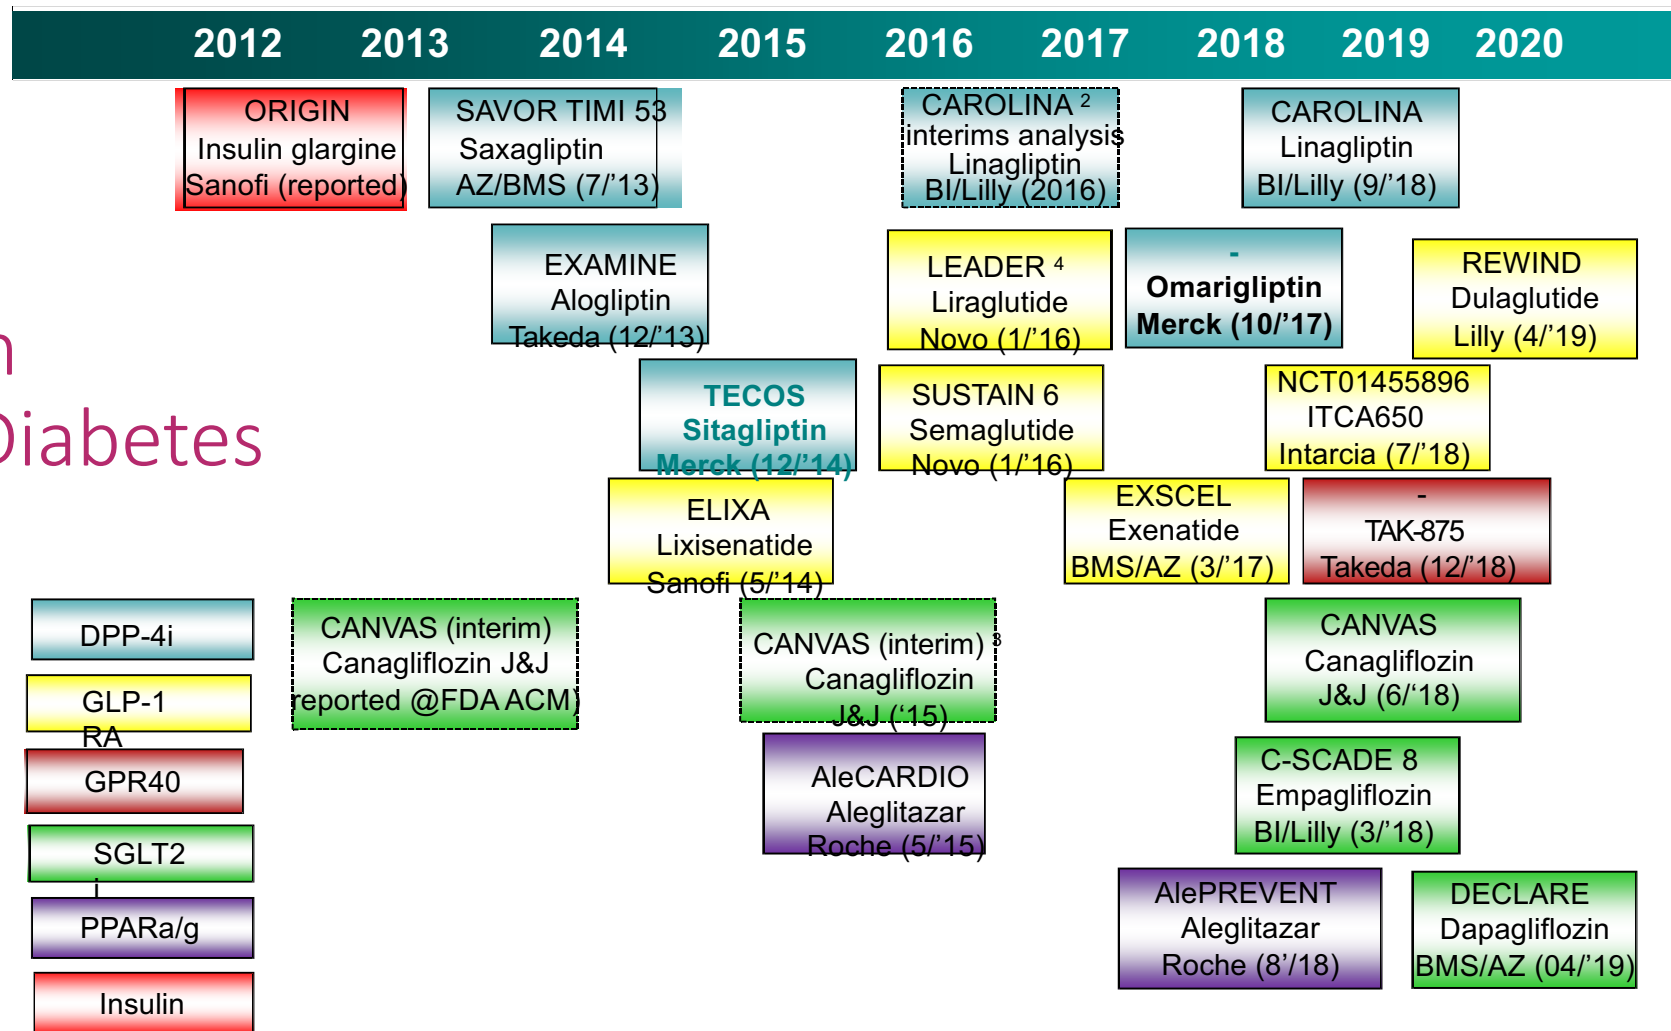 2012 2013 2014 2015 2016 2017 2018 2019 2020
ORIGIN
Insulin glargine
Sanofi (reported)
SAVOR TIMI 53
Saxagliptin
AZ/BMS (7/’13)
CAROLINA 2
interims analysis
Linagliptin
BI/Lilly (2016)
CAROLINA
Linagliptin
BI/Lilly (9/’18)
EXAMINE
Alogliptin
Takeda (12/’13)
LEADER 4
Liraglutide
Novo (1/’16)
-
Omarigliptin
Merck (10/’17)
REWIND
Dulaglutide
Lilly (4/’19)
n
Diabetes
TECOS
Sitagliptin
Merck (12/’14)
SUSTAIN 6
Semaglutide
Novo (1/’16)
NCT01455896
ITCA650
Intarcia (7/’18)
ELIXA
Lixisenatide
Sanofi (5/’14)
EXSCEL
Exenatide
BMS/AZ (3/’17)
-
TAK-875
Takeda (12/’18)
DPP-4i
GLP-1
RA
GPR40
SGLT2
i
PPARa/g
Insulin
CANVAS (interim)
Canagliflozin J&J
reported @FDA ACM)
CANVAS (interim) 3
Canagliflozin
J&J (‘15)
CANVAS
Canagliflozin
J&J (6/‘18)
AleCARDIO
Aleglitazar
Roche (5/’15)
C-SCADE 8
Empagliflozin
BI/Lilly (3/’18)
AlePREVENT
Aleglitazar
Roche (8’/18)
DECLARE
Dapagliflozin
BMS/AZ (04/’19)